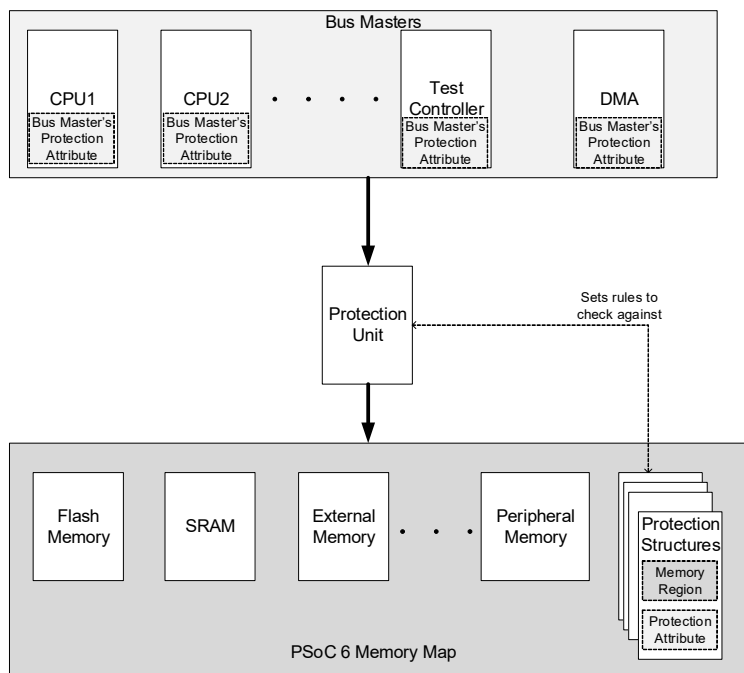 Bus Masters
CPU1
Bus Master's
Protection
Attribute
CPU2
Bus Master's
Protection
Attribute
Test
Controller
Bus Master's
Protection
Attribute
DMA
Bus Master's
Protection
Attribute
Protection
Unit
Sets rules to
check against
Flash
Memory
SRAM
External
Memory
Peripheral
Memory
Protection
Structures
Memory
Region
Protection
Attribute
PSoC 6 Memory Map